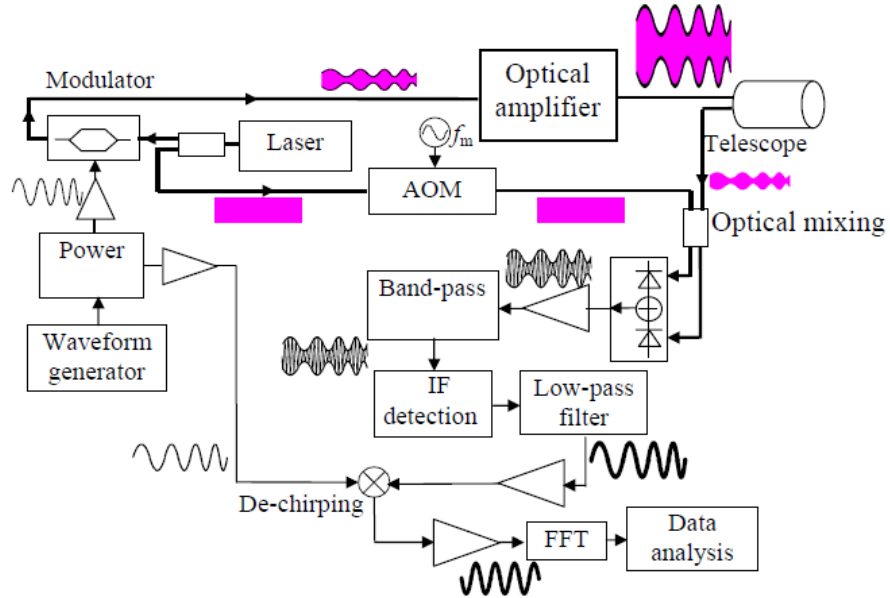 Modulator
Optical
amplifier
Telescope
Laser
fm
AOM
Optical mixing
Power
Band-pass
Waveform
generator
IF
detection
Low-pass
filter
De-chirping
FFT
Data
analysis